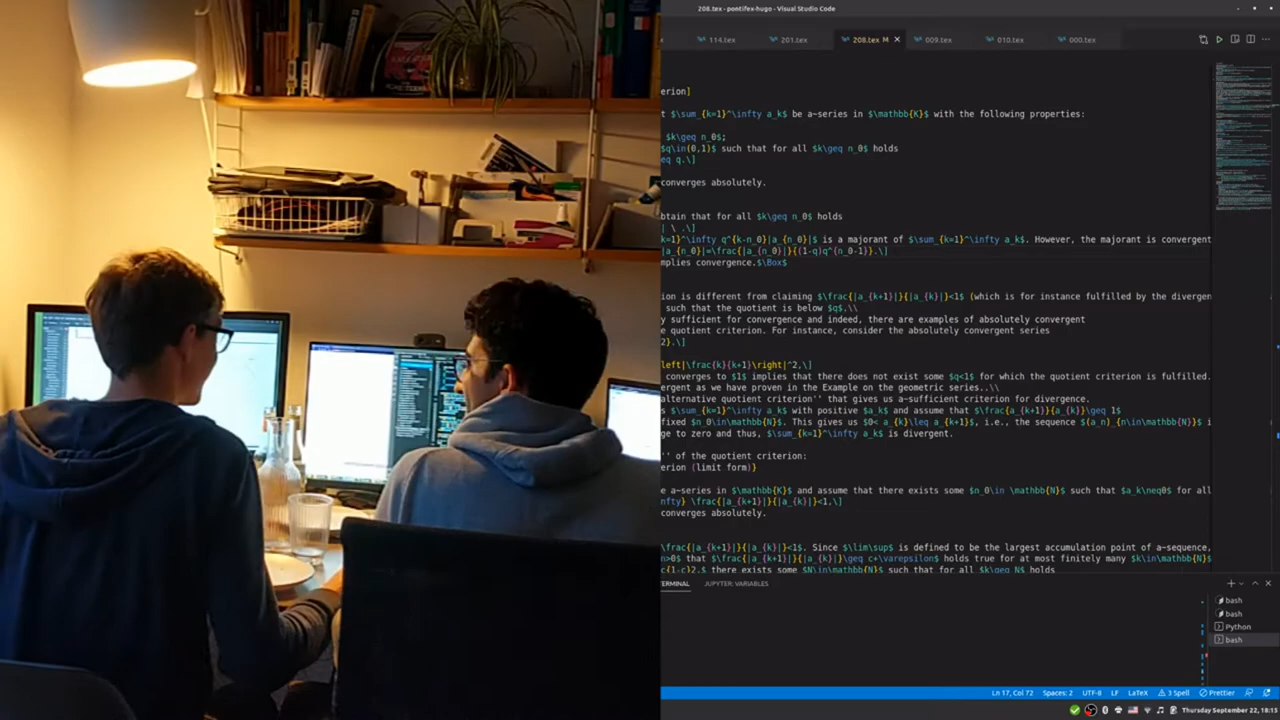 208.tex - pontifex-hugo - Visual Studio Code
114.tex 201.tex 208.tex M 009.tex 010.tex 000.tex
erion]
t $\sum_{k=1}^\infty a_k$ be a~series in $\mathbb{K}$ with the following properties:
$k\geq n_0$;
$q\in(0,1)$ such that for all $k\geq n_0$ holds
eq q.\]
converges absolutely.
btain that for all $k\geq n_0$ holds
| \ .\]
k=1}^\infty q^{k-n_0}|a_{n_0}|$ is a majorant of $\sum_{k=1}^\infty a_k$. However, the majorant is convergent
|a_{n_0}|=\frac{|a_{n_0}|}{(1-q)q^{n_0-1}}.\]
mplies convergence.$\Box$
ion is different from claiming $\frac{|a_{k+1}|}{|a_{k}|}<1$ (which is for instance fulfilled by the divergen
such that the quotient is below $q$.\\
y sufficient for convergence and indeed, there are examples of absolutely convergent
e quotient criterion. For instance, consider the absolutely convergent series
2}.\]
left|\frac{k}{k+1}\right|^2,\]
converges to $1$ implies that there does not exist some $q<1$ for which the quotient criterion is fulfilled.
ergent as we have proven in the Example on the geometric series..\\
alternative quotient criterion'' that gives us a~sufficient criterion for divergence.
s $\sum_{k=1}^\infty a_k$ with positive $a_k$ and assume that $\frac{a_{k+1}}{a_{k}}\geq 1$
fixed $n_0\in\mathbb{N}$. This gives us $0< a_{k}\leq a_{k+1}$, i.e., the sequence $(a_n)_{n\in\mathbb{N}}$ i
ge to zero and thus, $\sum_{k=1}^\infty a_k$ is divergent.
'' of the quotient criterion:
erion (limit form)}
e a~series in $\mathbb{K}$ and assume that there exists some $n_0\in \mathbb{N}$ such that $a_k\neq0$ for all
nfty} \frac{|a_{k+1}|}{|a_{k}|}<1,\]
converges absolutely.
\frac{|a_{k+1}|}{|a_{k}|}<1$. Since $\lim\sup$ is defined to be the largest accumulation point of a~sequence,
n>0$ that $\frac{|a_{k+1}|}{|a_{k}|}\geq c+\varepsilon$ holds true for at most finitely many $k\in\mathbb{N}$
c{1-c}2.$ there exists some $N\in\mathbb{N}$ such that for all $k\geq N$ holds
TERMINAL JUPYTER: VARIABLES
bash
bash
Python
bash
Ln 17, Col 72 Spaces: 2 UTF-8 LF LaTeX 3 Spell Prettier
Thursday September 22, 18:15